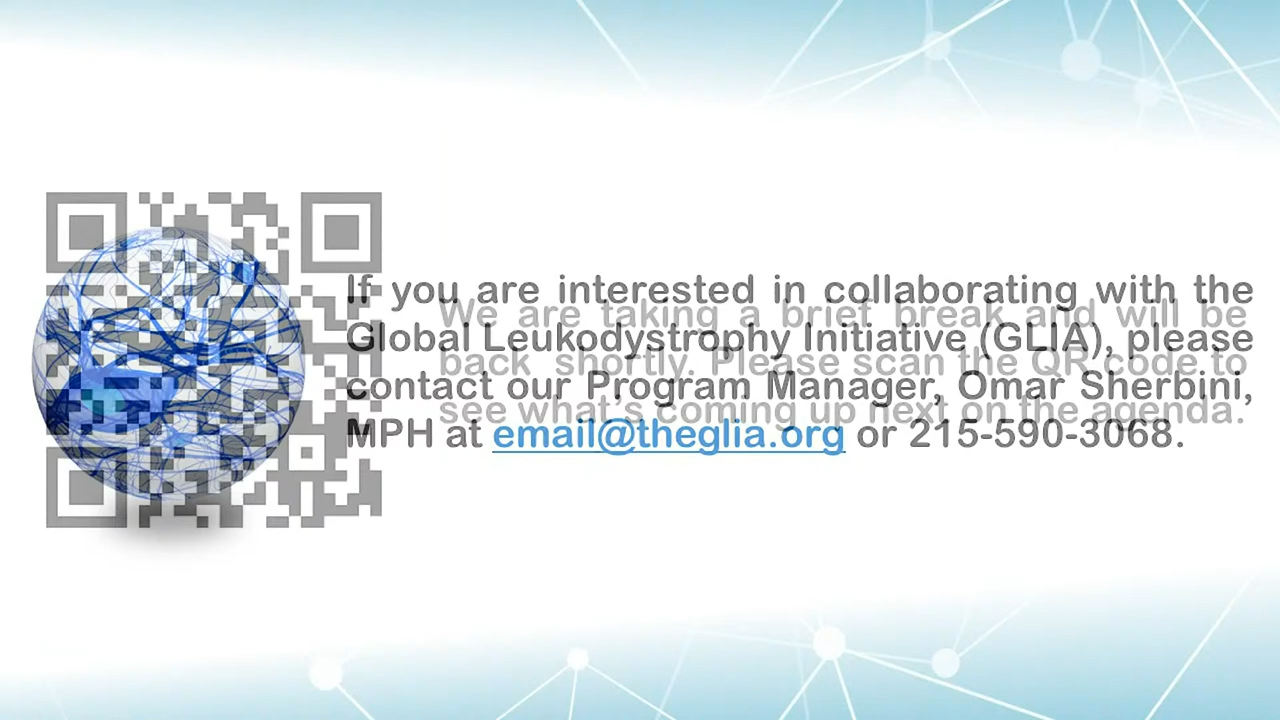 If you are interested in collaborating with the
Global Leukodystrophy Initiative (GLIA), please
contact our Program Manager, Omar Sherbini,
MPH at email@theglia.org or 215-590-3068.
We are taking a brief break and will be
back shortly. Please scan the QR code to
see what's coming up next on the agenda.